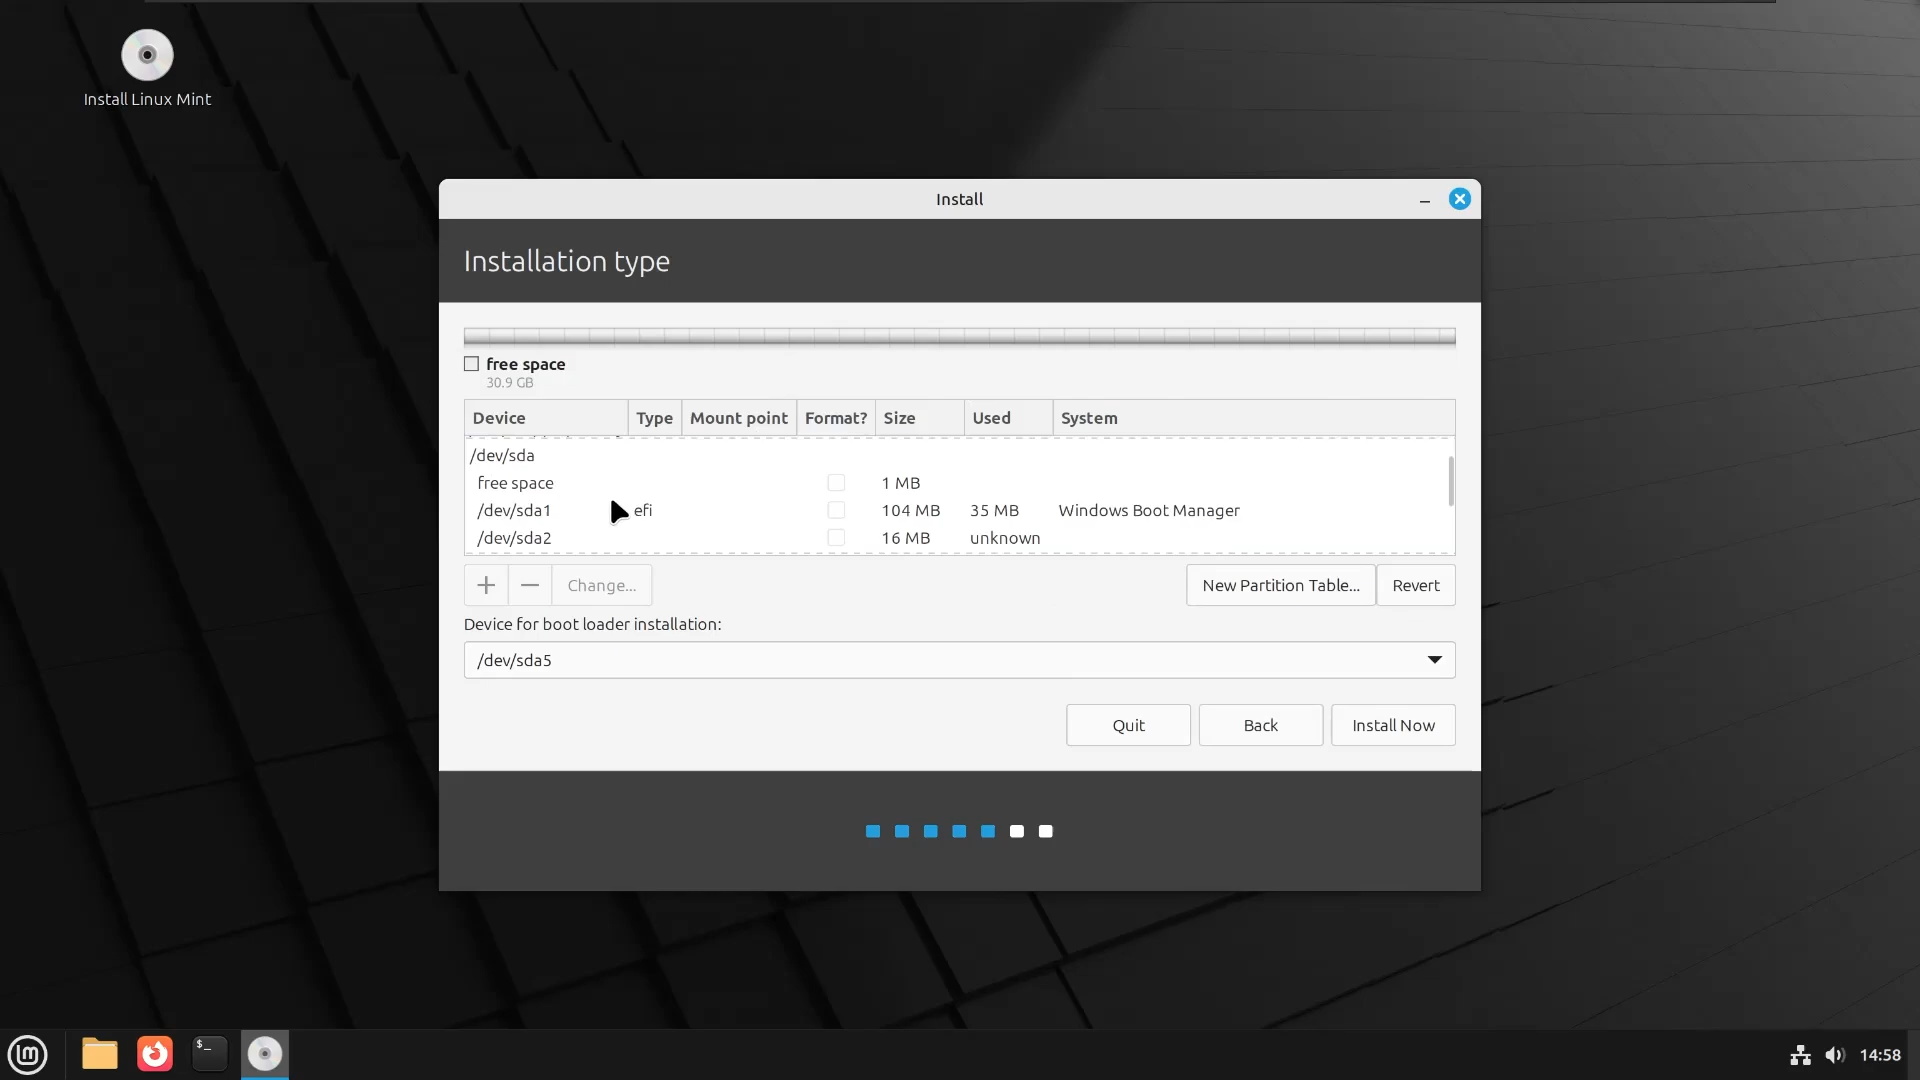 Install Linux Mint
Install
Installation type
free space
30.9 GB
Device Type Mount point Format? Size Used System
/dev/sda
free space 1 MB
/dev/sda1 efi 104 MB 35 MB Windows Boot Manager
/dev/sda2 16 MB unknown
+ − Change... New Partition Table... Revert
Device for boot loader installation:
/dev/sda5
Quit Back Install Now
$_
14:58